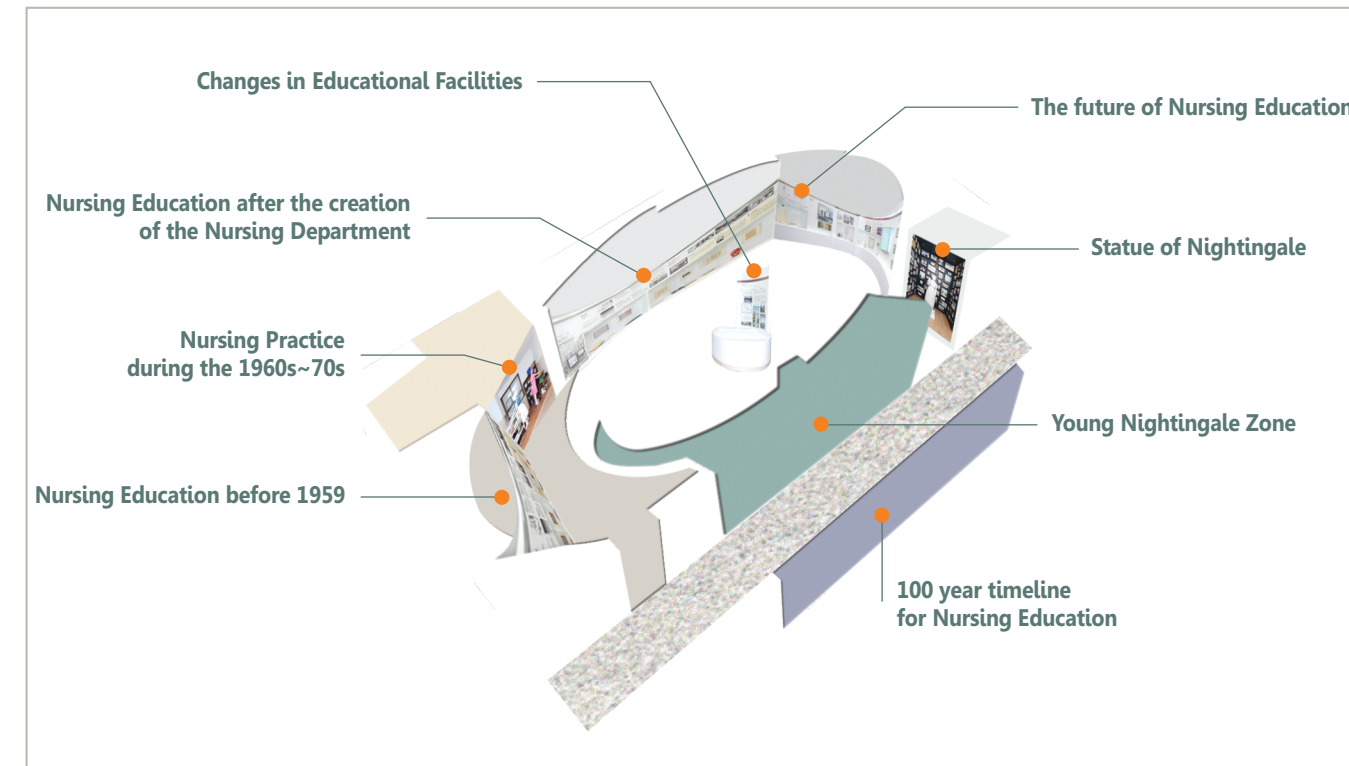 Changes in Educational Facilities
The future of Nursing Education
Nursing Education after the creation
of the Nursing Department
Statue of Nightingale
Nursing Practice
during the 1960s~70s
Young Nightingale Zone
Nursing Education before 1959
100 year timeline
for Nursing Education